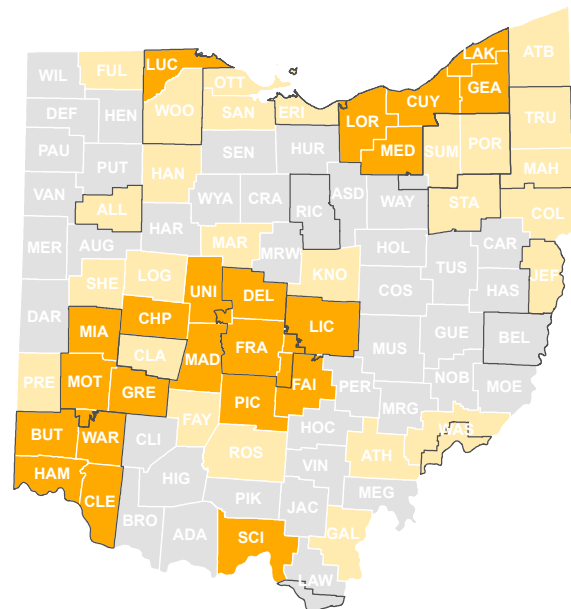 LAK
ATB
WIL
FUL
LUC
OTT
GEA
CUY
DEF
HEN
WOO
SAN
ERI
LOR
TRU
PAU
PUT
SEN
HUR
MED
SUM
POR
HAN
MAH
VAN
WYA
CRA
RIC
ASD
WAY
STA
ALL
COL
HAR
MER
AUG
MAR
MRW
HOL
CAR
TUS
SHE
LOG
KNO
JEF
UNI
DEL
COS
HAS
DAR
MIA
CHP
LIC
GUE
BEL
CLA
MAD
FRA
MUS
PRE
MOT
GRE
FAI
PER
NOB
MOE
PIC
MRG
FAY
BUT
WAR
CLI
HOC
WAS
ROS
ATH
HAM
CLE
HIG
VIN
MEG
PIK
JAC
BRO
ADA
SCI
GAL
LAW